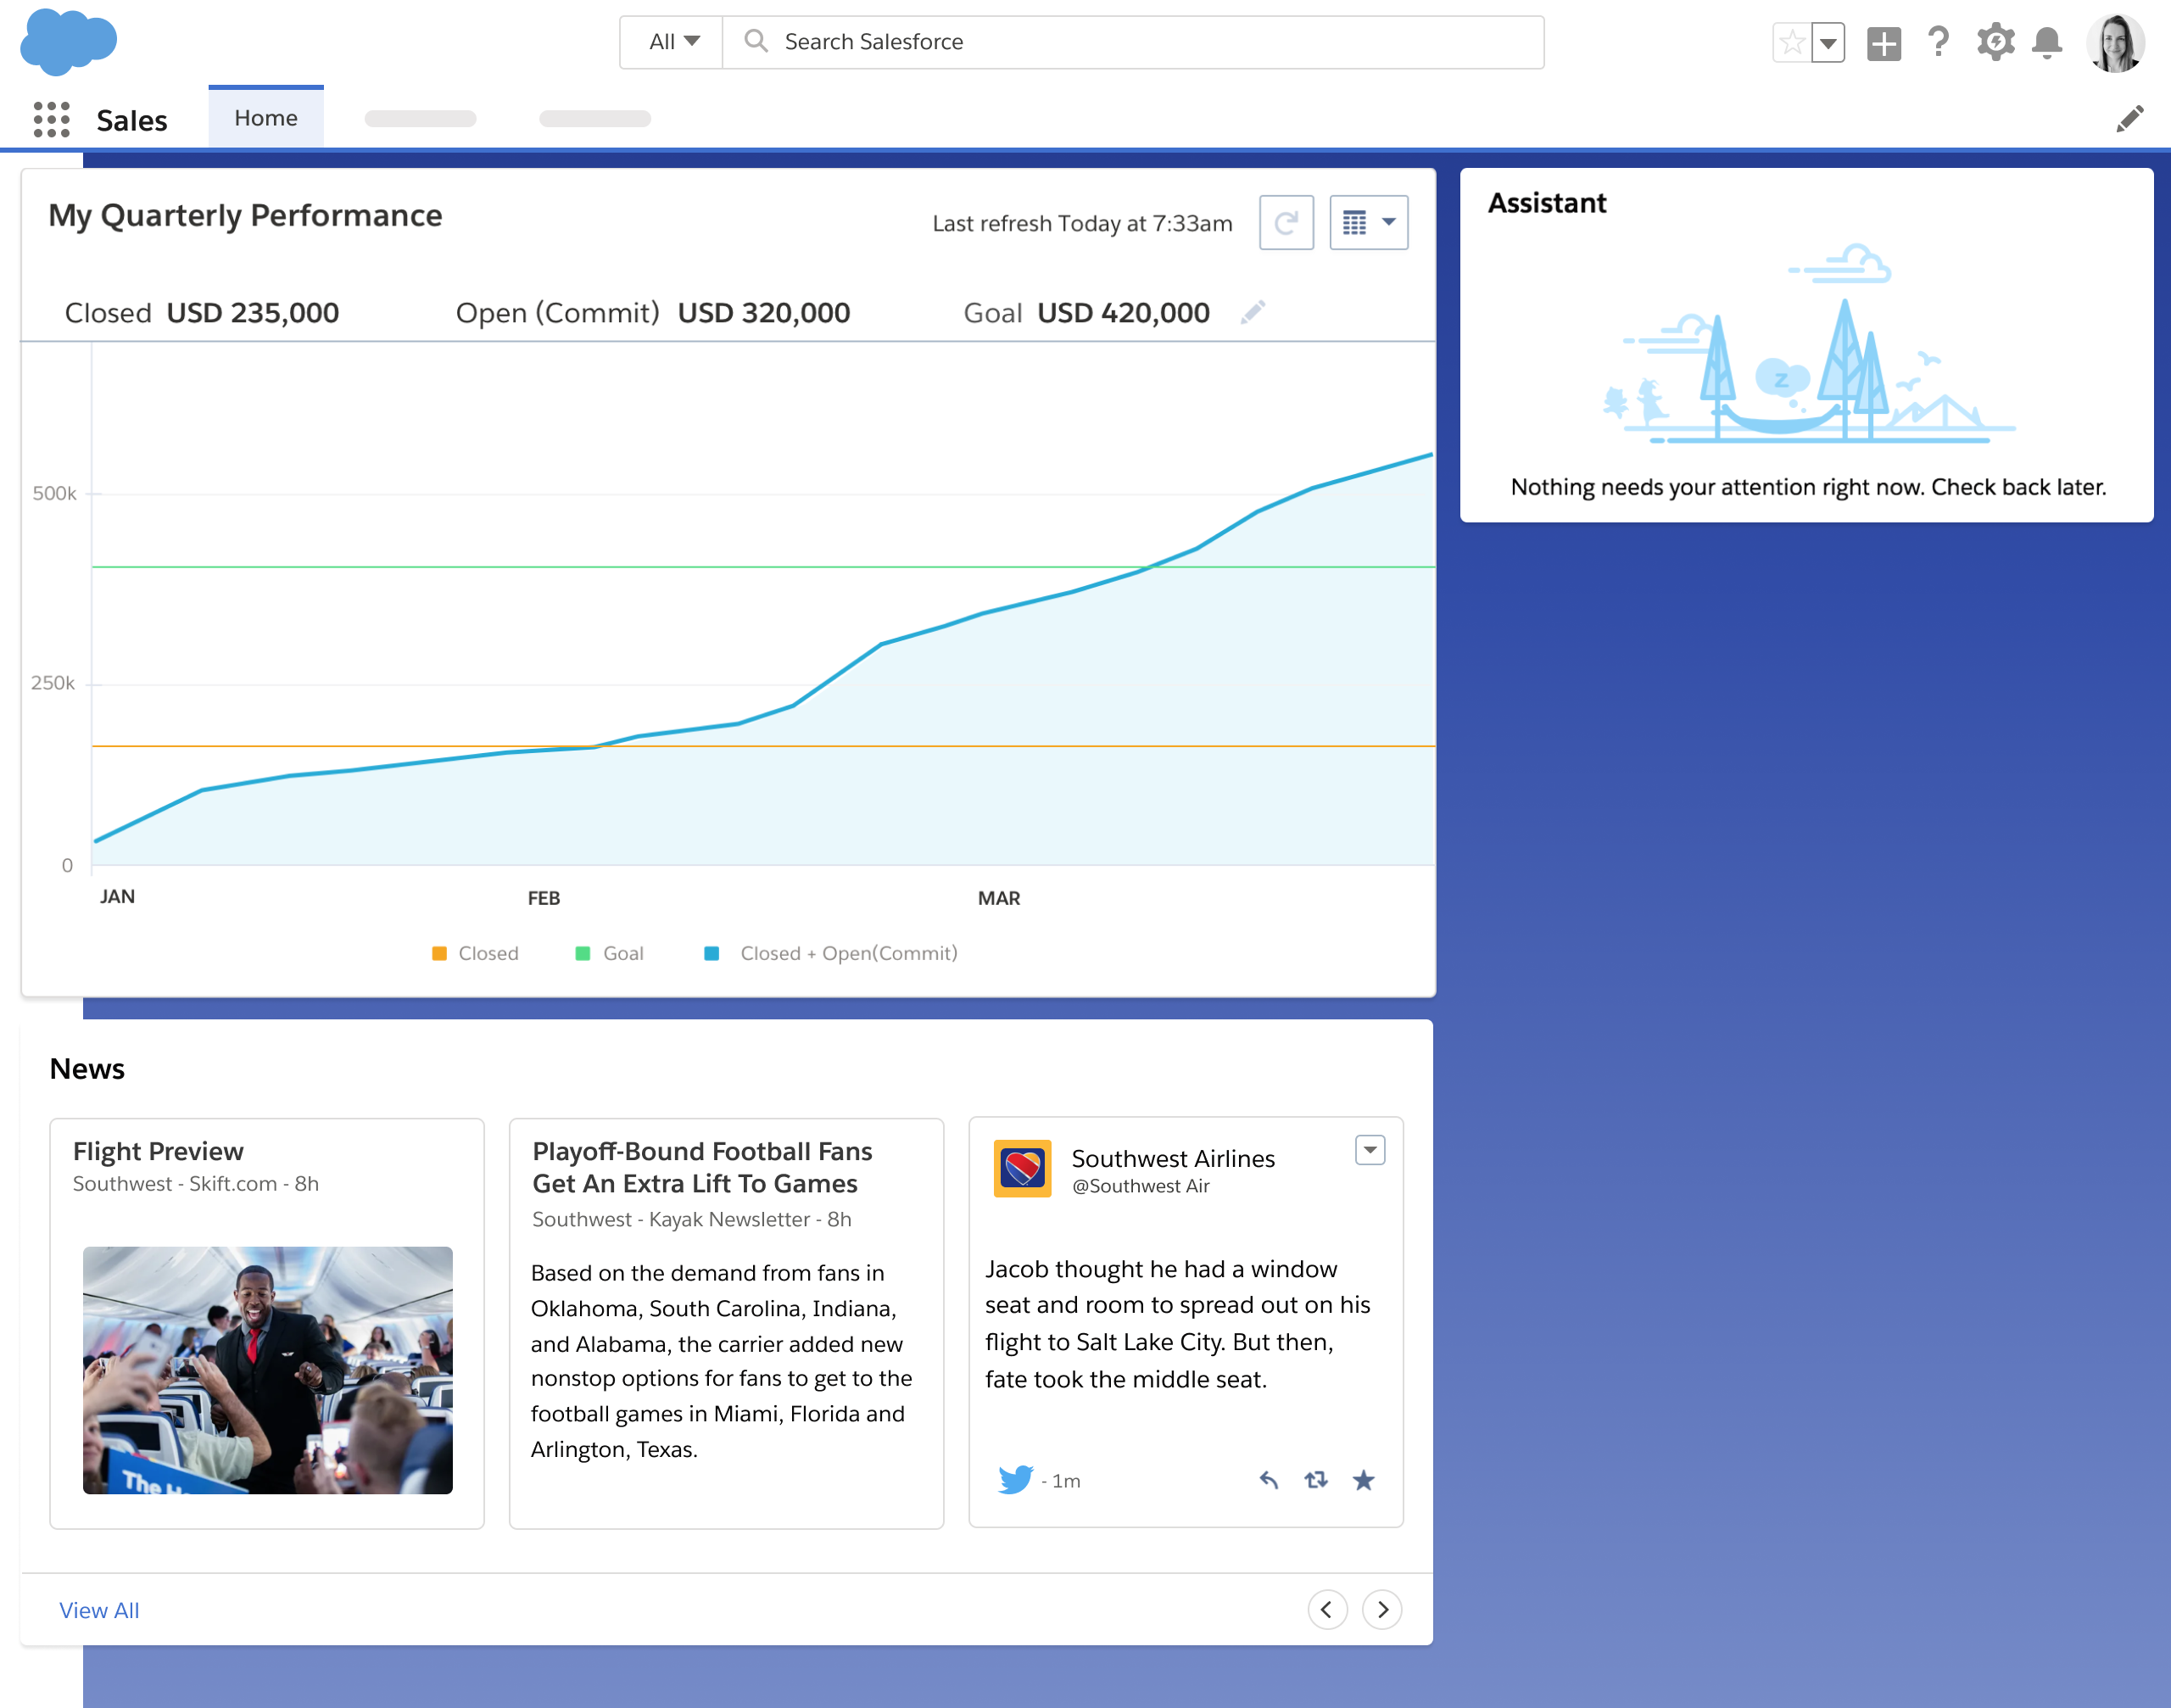 All
Search Salesforce
Sales
Home
My Quarterly Performance
Last refresh Today at 7:33am
Closed USD 235,000
Open (Commit) USD 320,000
Goal USD 420,000
500k
250k
0
JAN
FEB
MAR
Closed
Goal
Closed + Open(Commit)
Assistant
z
Nothing needs your attention right now. Check back later.
News
Flight Preview
Southwest - Skift.com - 8h
The H
Playoff-Bound Football Fans
Get An Extra Lift To Games
Southwest - Kayak Newsletter - 8h
Based on the demand from fans in
Oklahoma, South Carolina, Indiana,
and Alabama, the carrier added new
nonstop options for fans to get to the
football games in Miami, Florida and
Arlington, Texas.
Southwest Airlines
@Southwest Air
Jacob thought he had a window
seat and room to spread out on his
flight to Salt Lake City. But then,
fate took the middle seat.
- 1m
View All